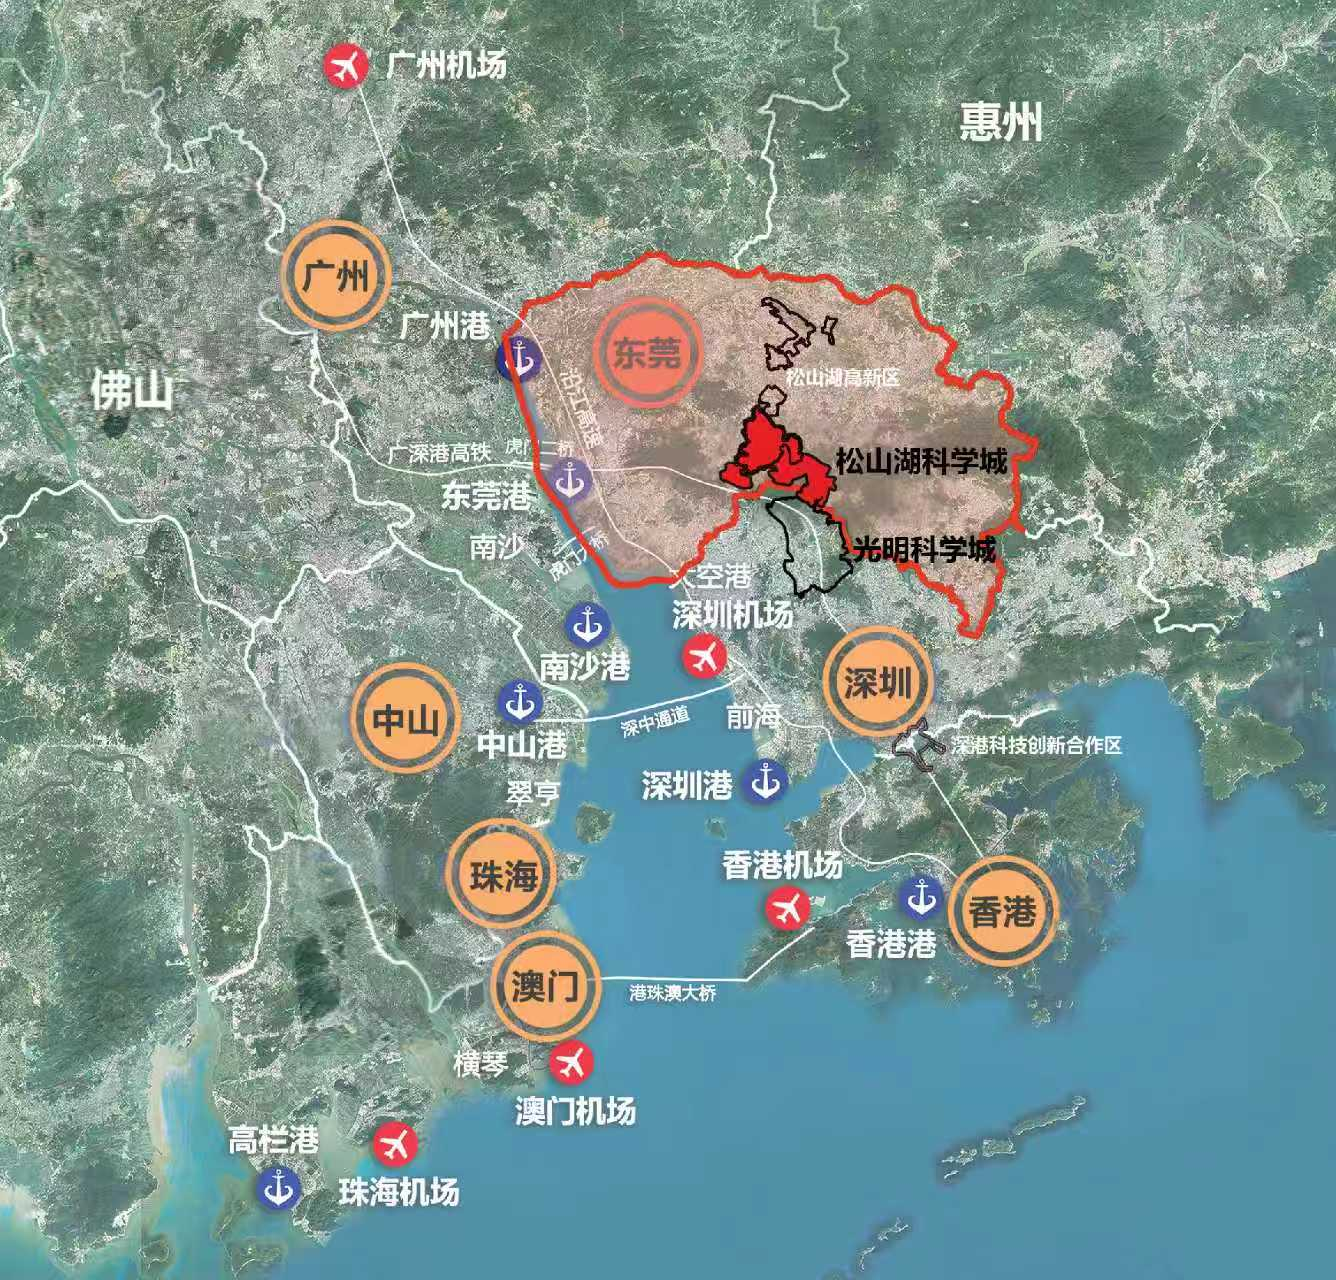 广州机场
惠州
广州
广州港
东莞
佛山
沿江高速
松山湖高新区
广深港高铁
虎门二桥
松山湖科学城
东莞港
南沙
虎门大桥
光明科学城
空港
深圳机场
南沙港
深圳
中山
中山港
深中通道
前海
深港科技创新合作区
翠亨
深圳港
珠海
香港机场
香港
香港港
澳门
港珠澳大桥
横琴
澳门机场
高栏港
珠海机场